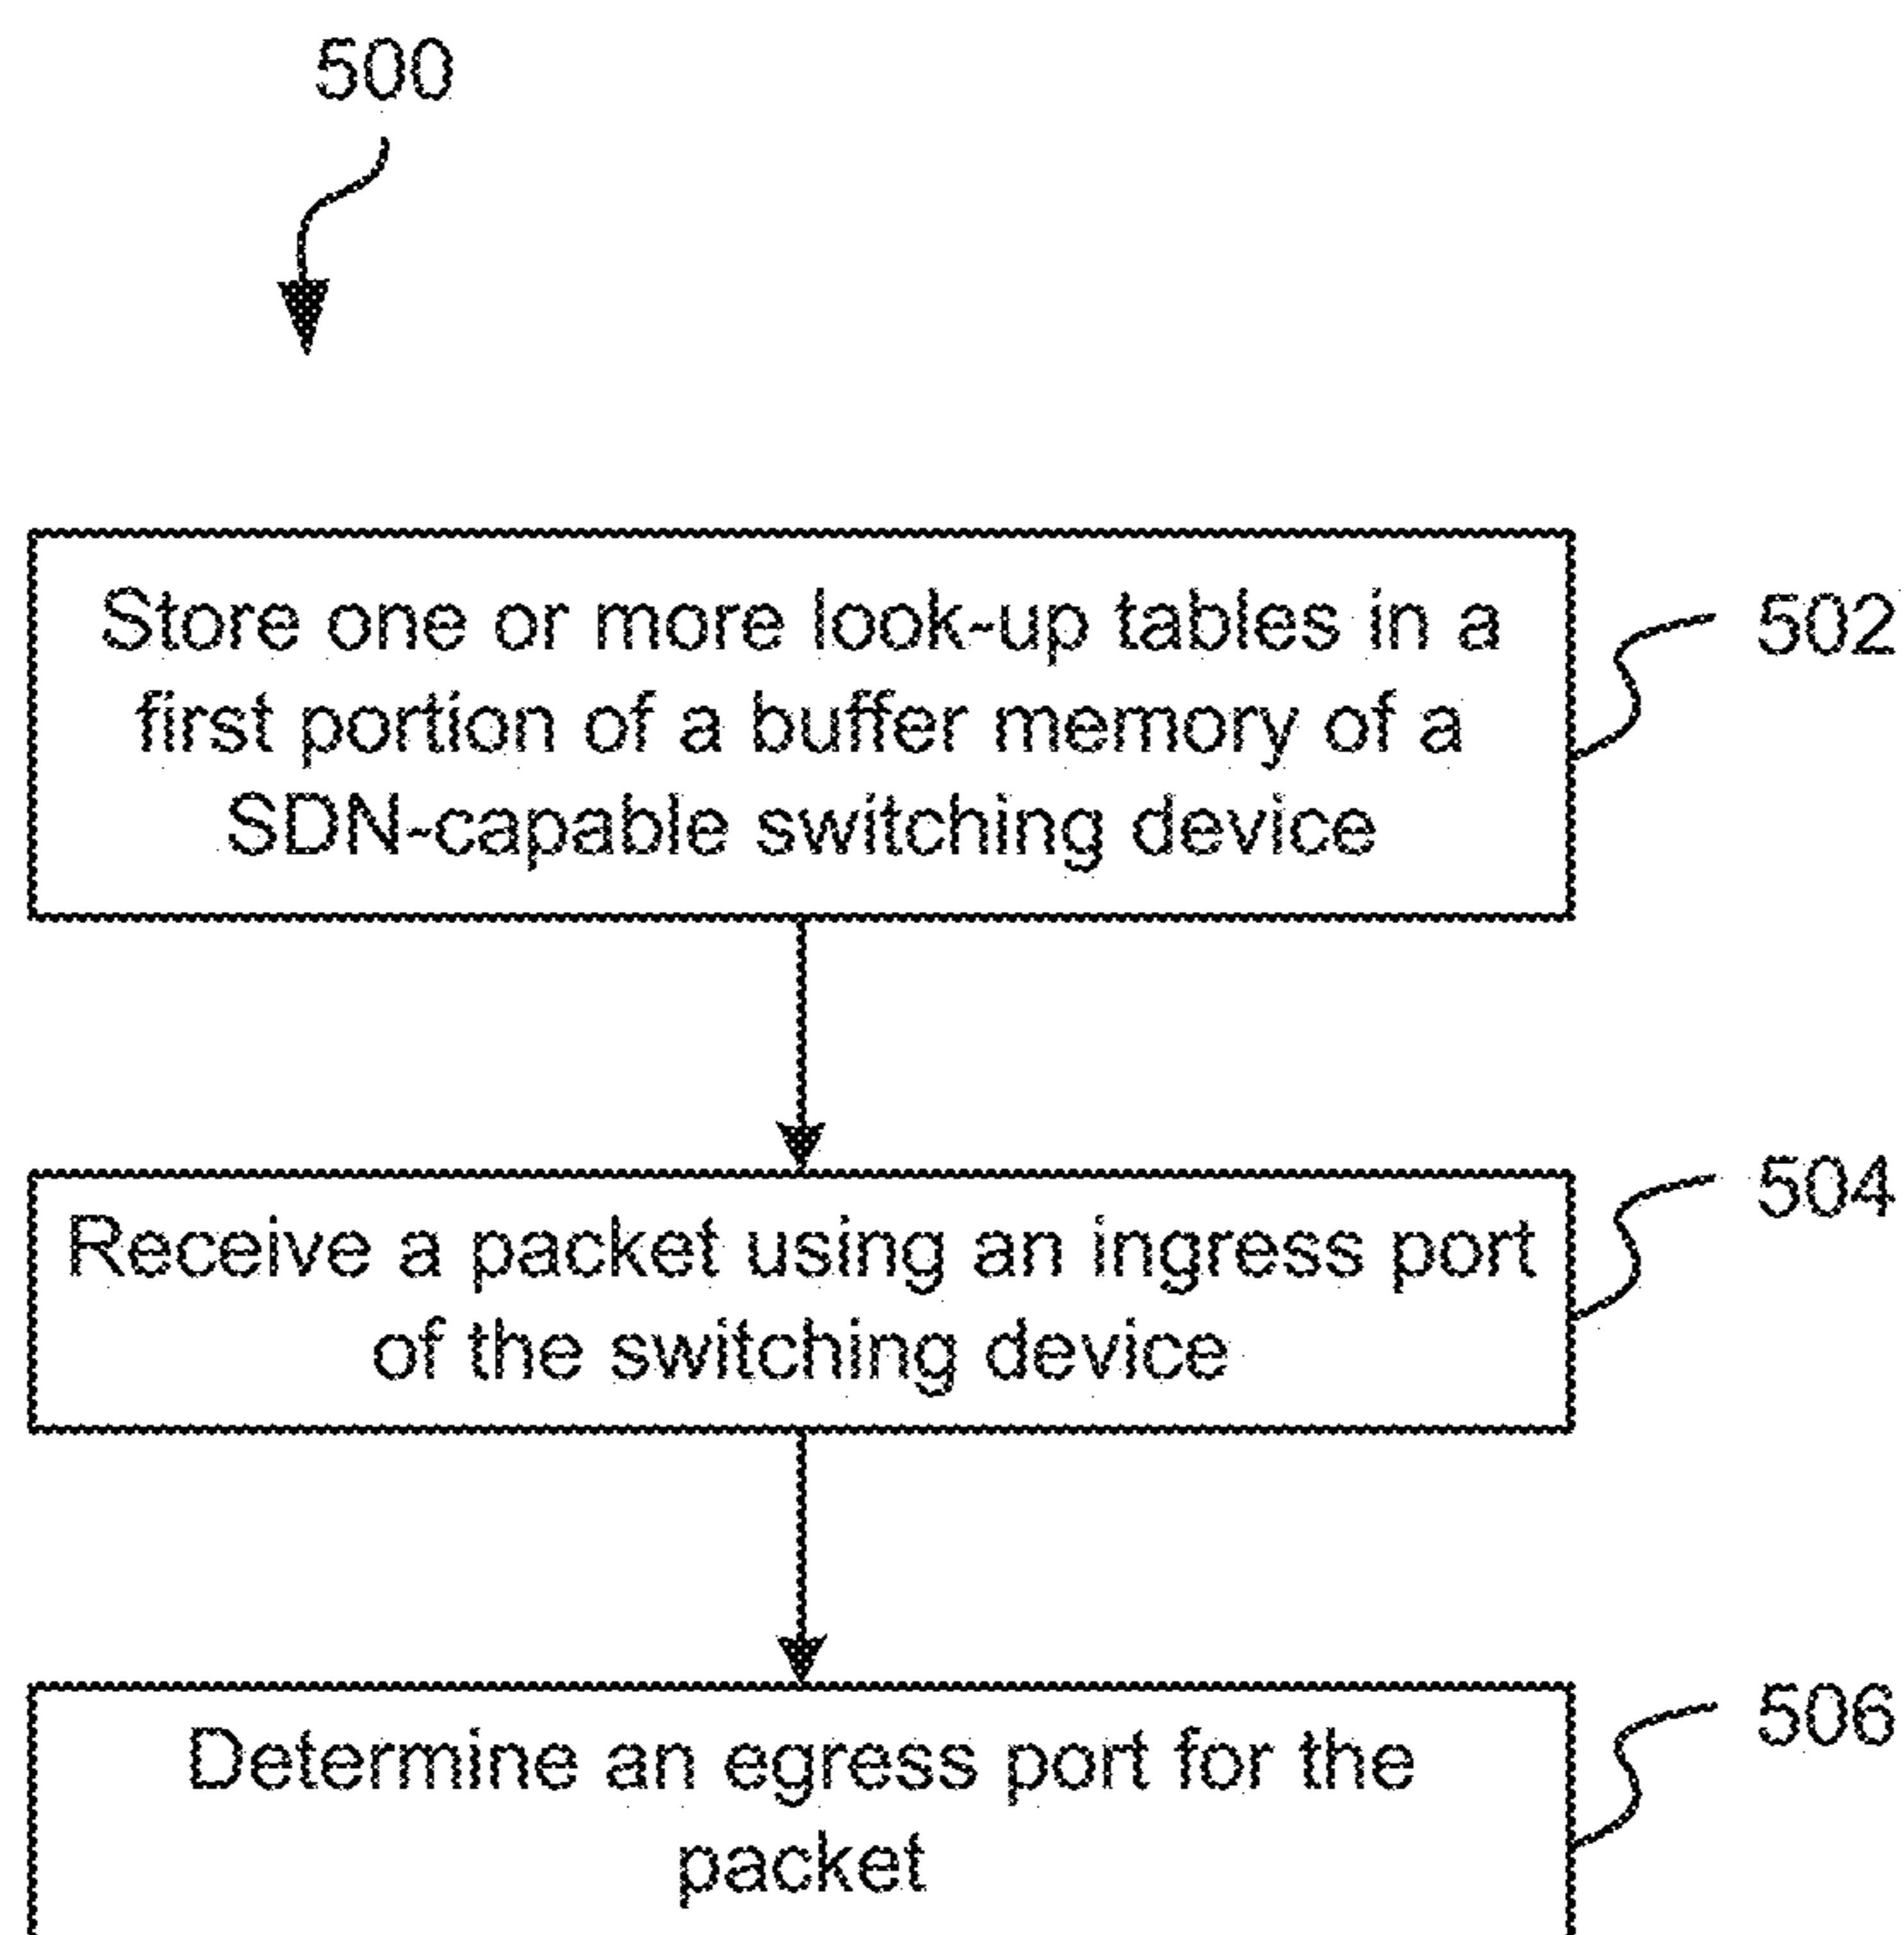 500
Store one or more look-up tables in a
first portion of a buffer memory of a
SDN-capable switching device
502
Receive a packet using an ingress port
of the switching device
504
Determine an egress port for the
packet
506